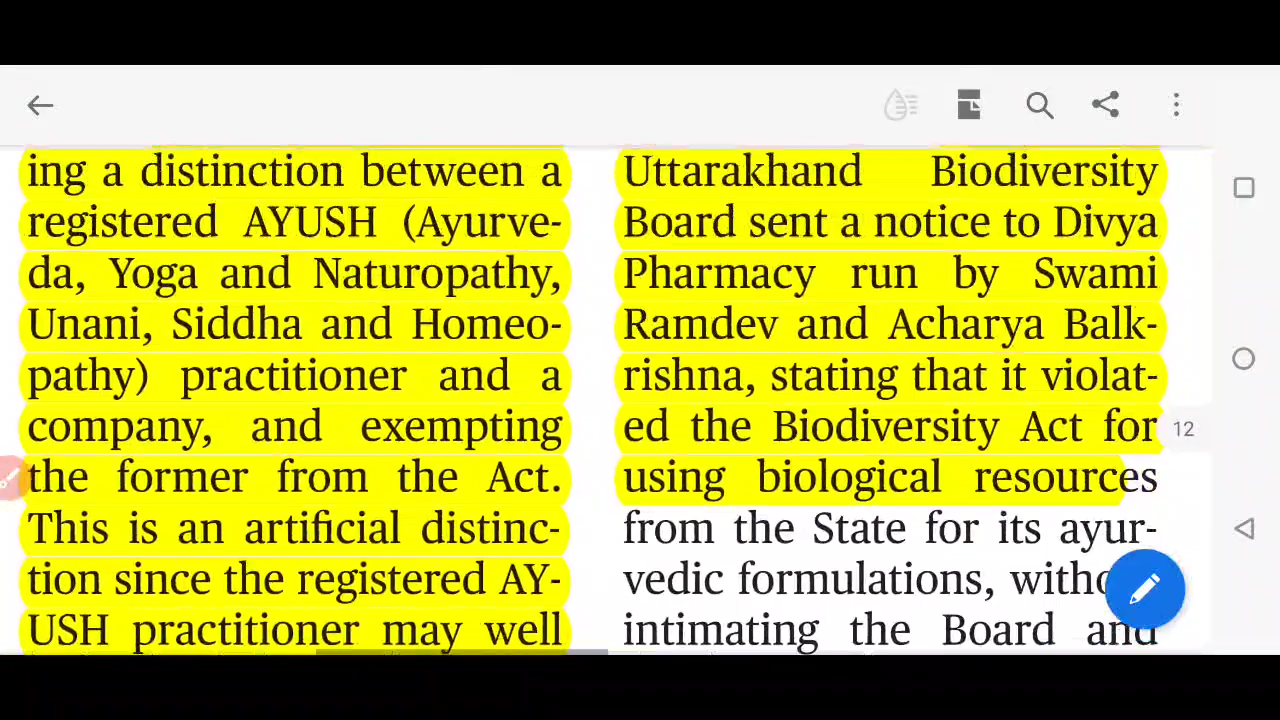 ing a distinction between a
registered AYUSH (Ayurve-
da, Yoga and Naturopathy,
Unani, Siddha and Homeo-
pathy) practitioner and a
company, and exempting
the former from the Act.
This is an artificial distinc-
tion since the registered AY-
USH practitioner may well
Uttarakhand Biodiversity
Board sent a notice to Divya
Pharmacy run by Swami
Ramdev and Acharya Balk-
rishna, stating that it violat-
ed the Biodiversity Act for
using biological resources
from the State for its ayur-
vedic formulations,
intimating the Board and
12